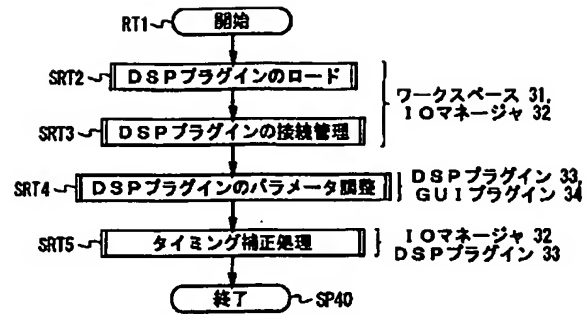 RT1 開始
SRT2 DSPプラグインのロード
ワークスペース 31,
IOマネージャ 32
SRT3 DSPプラグインの接続管理
SRT4 DSPプラグインのパラメータ調整
DSPプラグイン 33,
GUIプラグイン 34
SRT5 タイミング補正処理
IOマネージャ 32
DSPプラグイン 33
終了 SP40